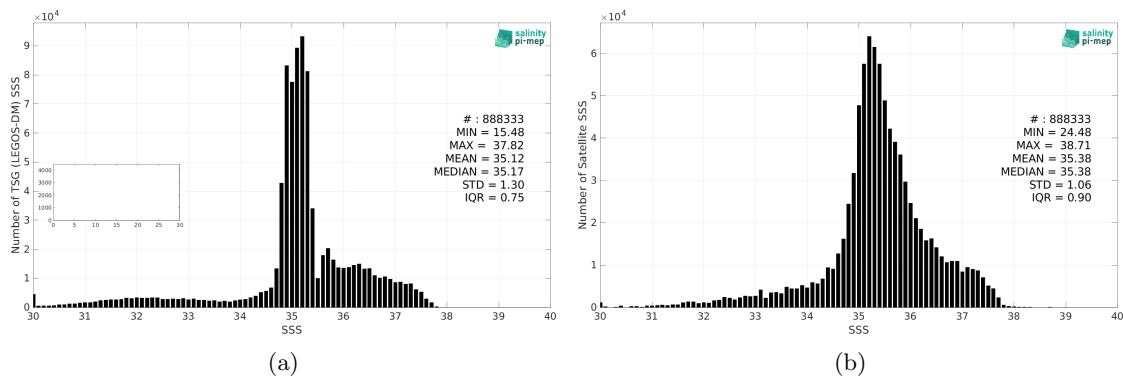 ×10⁴
10
9
8
7
6
5
4
3
2
1
0
Number of TSG (LEGOS-DM) SSS
salinity
pi-mep
# : 888333
MIN = 15.48
MAX = 37.82
MEAN = 35.12
MEDIAN = 35.17
STD = 1.30
IQR = 0.75
4000
3000
2000
1000
0
0 5 10 15 20 25 30
30 31 32 33 34 35 36 37 38 39 40
SSS
(a)
×10⁴
6
5
4
3
2
1
0
Number of Satellite SSS
salinity
pi-mep
# : 888333
MIN = 24.48
MAX = 38.71
MEAN = 35.38
MEDIAN = 35.38
STD = 1.06
IQR = 0.90
30 31 32 33 34 35 36 37 38 39 40
SSS
(b)